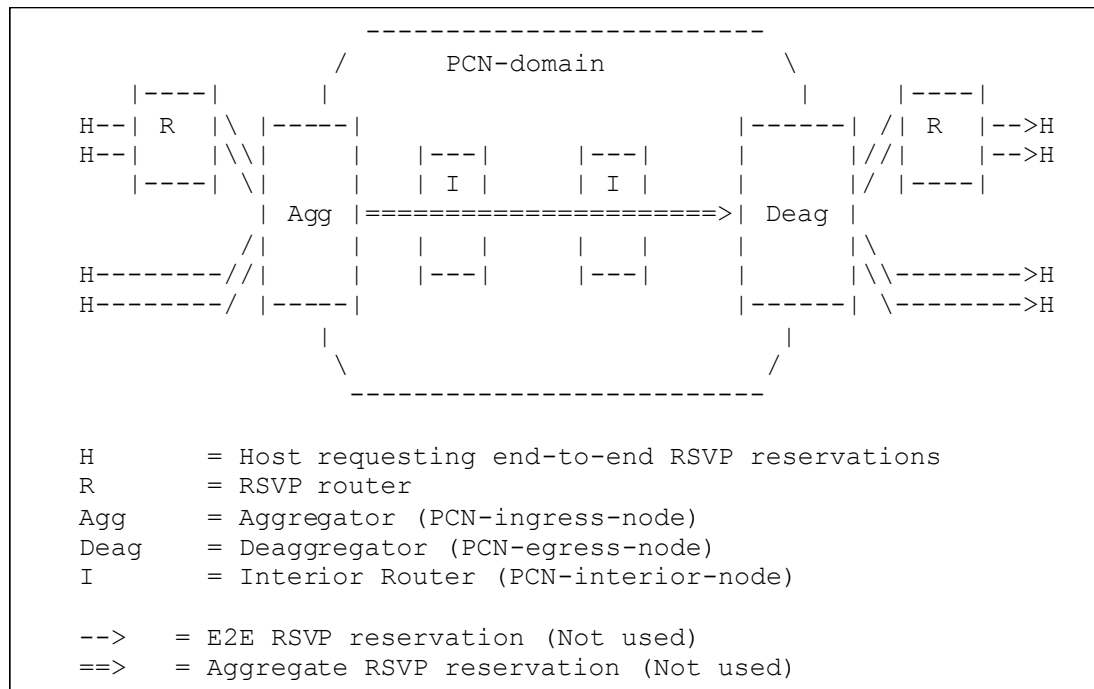 -------------------------
                /      PCN-domain           \
   |----|      |                             |     |----|
H--| R  |\ |-----|                       |------| /| R  |-->H
H--|    |\\|     |   |---|     |---|     |      |//|    |-->H
   |----| \|     |   | I |     | I |     |      |/ |----|
           | Agg |======================>| Deag |
          /|     |   |   |     |   |     |      |\
H--------//|     |   |---|     |---|     |      |\\-------->H
H--------/ |-----|                       |------| \-------->H
               |                            |
                \                          /
                 --------------------------
H       = Host requesting end-to-end RSVP reservations
R       = RSVP router
Agg     = Aggregator (PCN-ingress-node)
Deag    = Deaggregator (PCN-egress-node)
I       = Interior Router (PCN-interior-node)
-->   = E2E RSVP reservation (Not used)
==>   = Aggregate RSVP reservation (Not used)